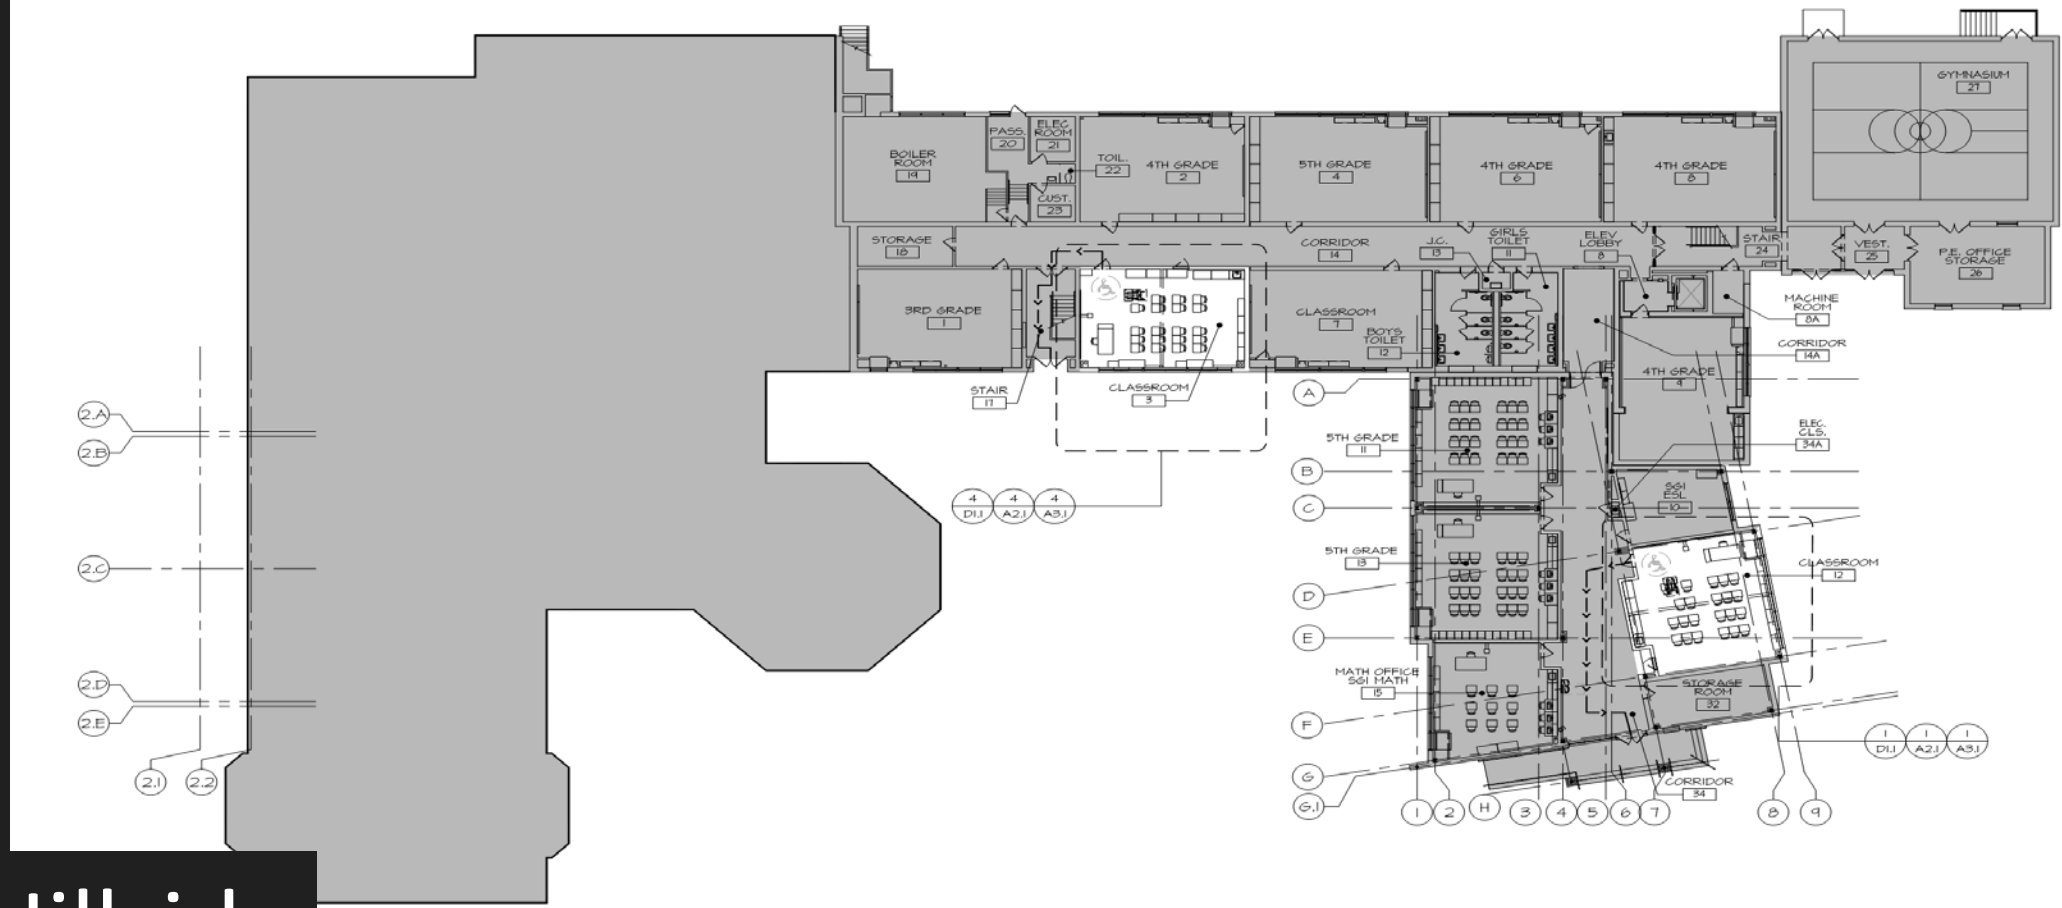 GYMNASIUM
27
PASS.
20
ELEC
ROOM
21
BOILER
ROOM
19
TOIL.
22
4TH GRADE
2
5TH GRADE
4
4TH GRADE
6
4TH GRADE
8
CUST.
23
STORAGE
18
CORRIDOR
14
J.C.
13
GIRLS
TOILET
11
ELEV
LOBBY
8
STAIR
24
VEST.
25
P.E. OFFICE
STORAGE
26
3RD GRADE
1
CLASSROOM
7
BOYS
TOILET
12
MACHINE
ROOM
8A
CORRIDOR
14A
STAIR
17
CLASSROOM
3
4TH GRADE
9
A
2.A
2.B
5TH GRADE
11
ELEC.
CLS.
34A
B
SGI
ESL
10
4
D1.1
4
A2.1
4
A3.1
C
2.C
5TH GRADE
13
CLASSROOM
12
D
E
MATH OFFICE
SGI MATH
15
STORAGE
ROOM
32
2.D
2.E
F
1
D1.1
1
A2.1
1
A3.1
G
G.1
CORRIDOR
34
2.1
2.2
1
2
H
3
4
5
6
7
8
9